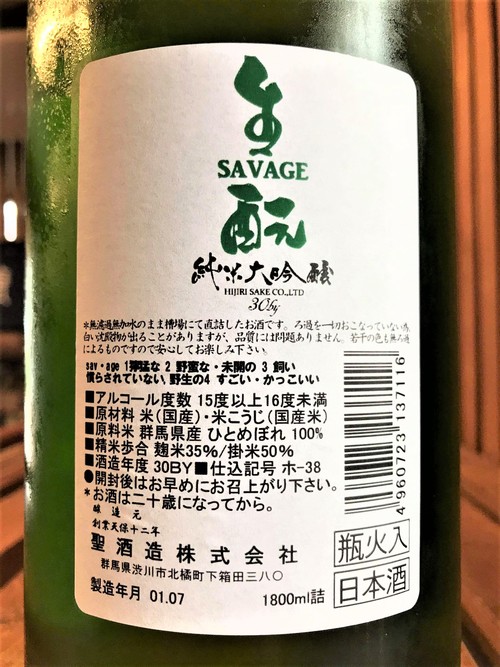 生
SAVAGE
酛
純米大吟醸
HIJIRI SAKE CO.,LTD
30by
＊無濾過無加水のまま槽場にて直詰したお酒です。ろ過を一切おこなっていない為、
白い沈殿物が出ることがありますが、品質には問題ありません。若干の色も無ろ過
によるものですので安心してお楽しみ下さい。
sav・age 1獰猛な 2 野蛮な・未開の 3 飼い
慣らされていない, 野生の4 すごい・かっこいい
■アルコール度数 15度以上16度未満
■原材料 米(国産)・米こうじ(国産米)
■原料米 群馬県産 ひとめぼれ 100%
■精米歩合 麹米35%/掛米50%
■酒造年度 30BY■仕込記号 ホ-38
●開封後はお早めにお召上がり下さい。
＊お酒は二十歳になってから。
醸造元
創業天保十二年
聖酒造株式会社
群馬県渋川市北橘町下箱田三八〇
製造年月 01.07
1800ml詰
瓶火入
日本酒
4 960723 137116